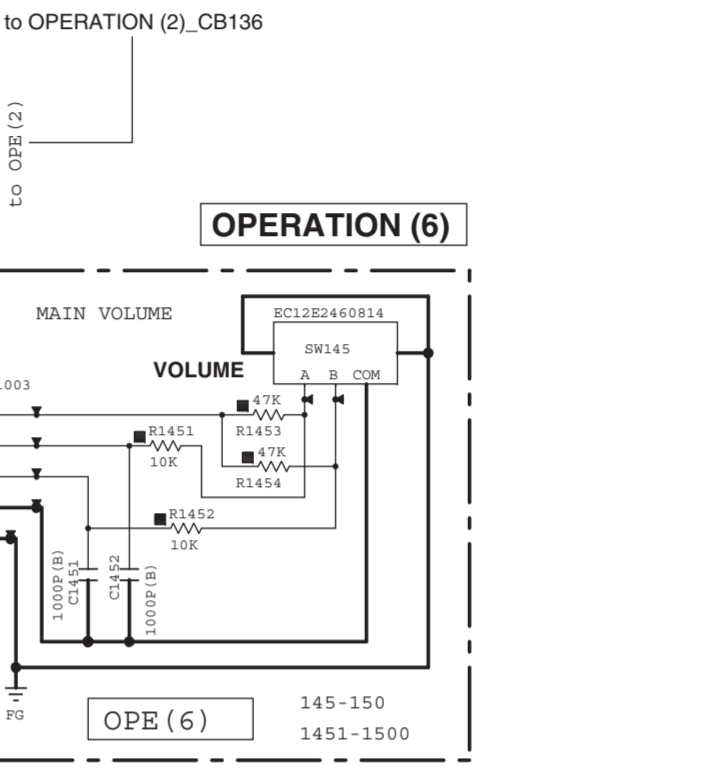 to OPERATION (2)_CB136
to OPE(2)
OPERATION (6)
MAIN VOLUME
EC12E2460814
SW145
VOLUME
A B COM
47K
R1453
R1451
10K
47K
R1454
R1452
10K
1000P(B)
C1451
C1452
1000P(B)
FG
OPE(6)
145-150
1451-1500